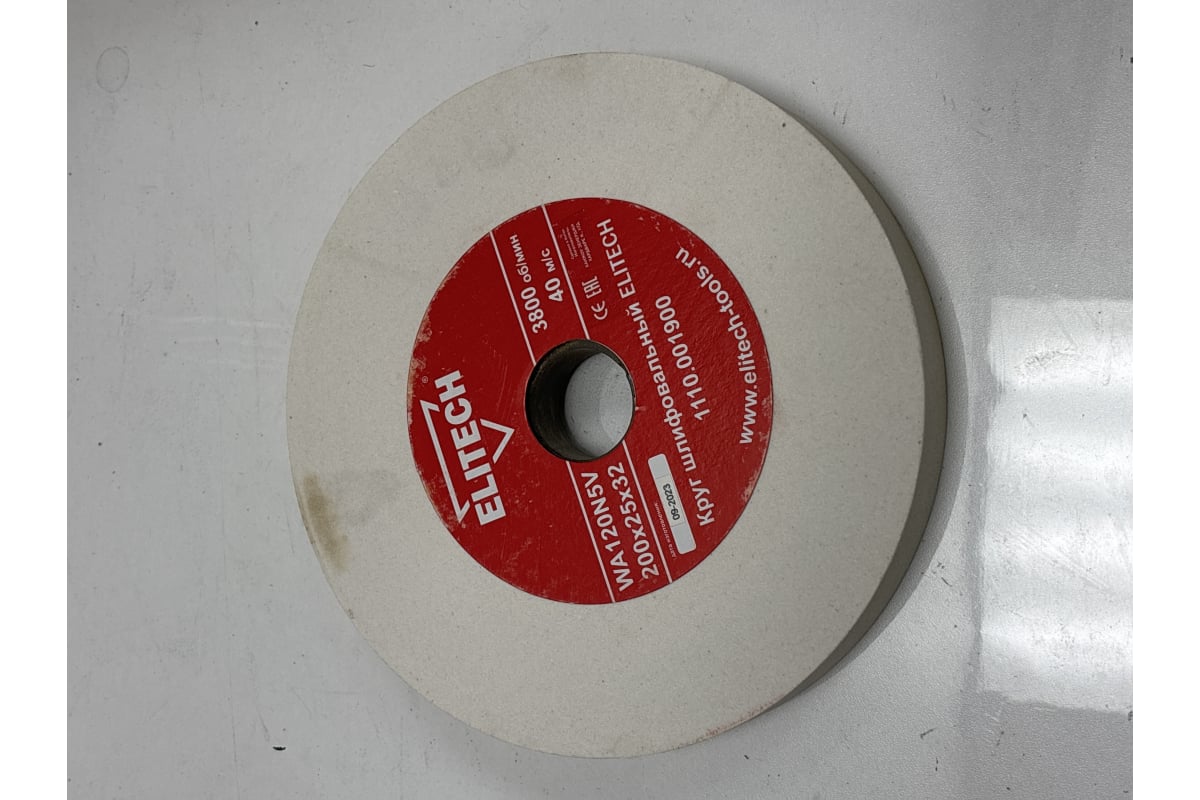 ELITECH
®
WA120N5V
3800 об/мин
200x25x32
40 м/с
CE EAC
09-2023
Круг шлифовальный ELITECH
1110.001900
www.elitech-tools.ru